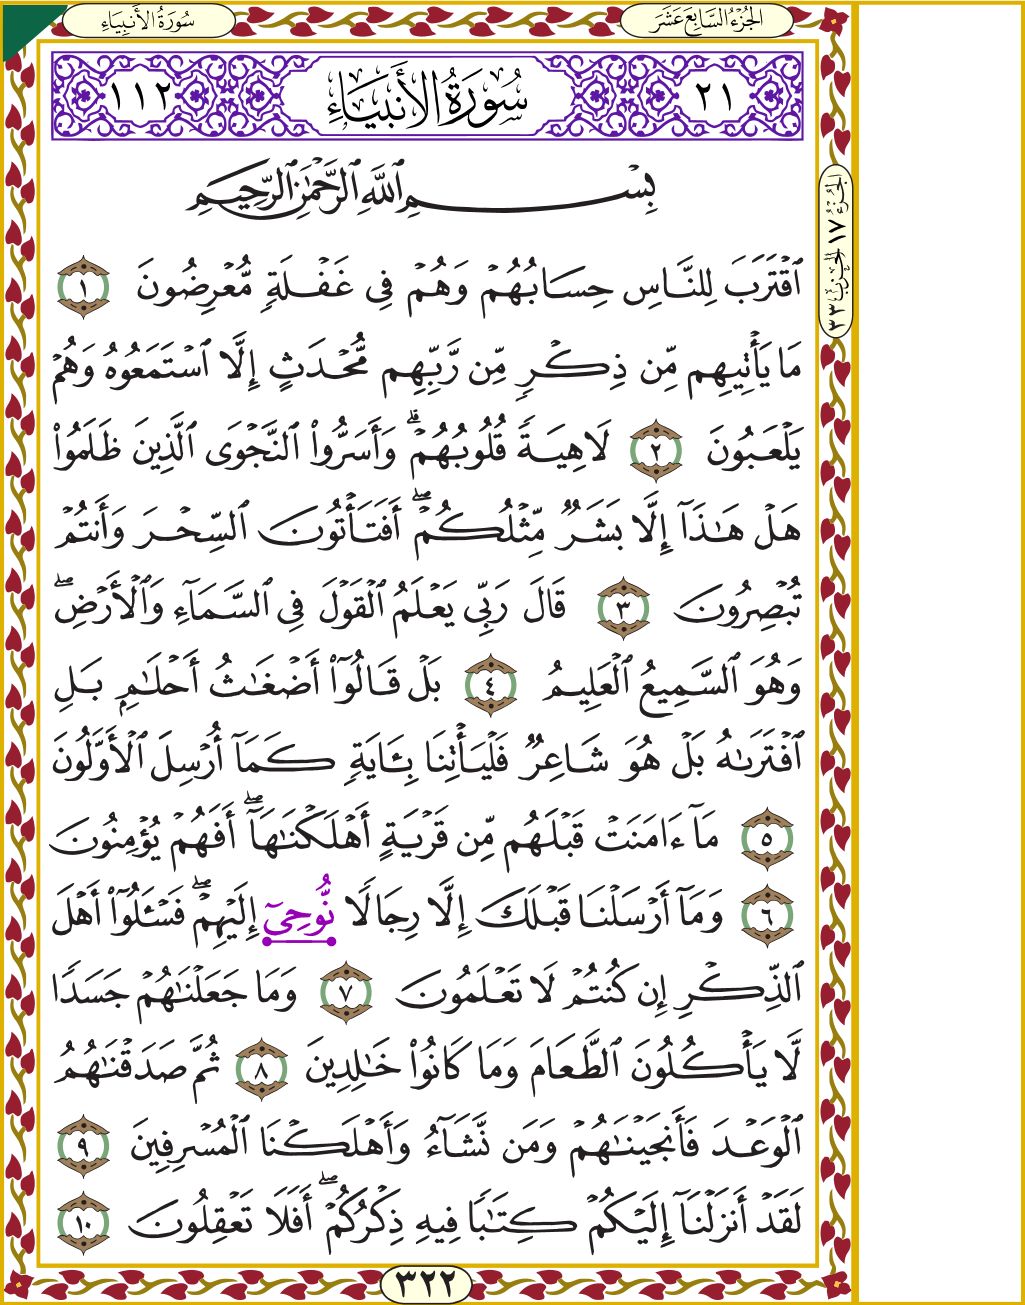 سُورَةُ الأَنبِيَاءِ
الجُزْءُ السَّابِعَ عَشَرَ
٢١
سُورَةُ الأَنبِيَاءِ
١١٢
بِسْمِ ٱللَّهِ ٱلرَّحْمَٰنِ ٱلرَّحِيمِ
ٱقْتَرَبَ لِلنَّاسِ حِسَابُهُمْ وَهُمْ فِى غَفْلَةٍ مُّعْرِضُونَ ١
مَا يَأْتِيهِم مِّن ذِكْرٍ مِّن رَّبِّهِم مُّحْدَثٍ إِلَّا ٱسْتَمَعُوهُ وَهُمْ
يَلْعَبُونَ ٢ لَاهِيَةً قُلُوبُهُمْ ۗ وَأَسَرُّوا۟ ٱلنَّجْوَى ٱلَّذِينَ ظَلَمُوا۟
هَلْ هَٰذَآ إِلَّا بَشَرٌ مِّثْلُكُمْ ۖ أَفَتَأْتُونَ ٱلسِّحْرَ وَأَنتُمْ
تُبْصِرُونَ ٣ قَالَ رَبِّى يَعْلَمُ ٱلْقَوْلَ فِى ٱلسَّمَآءِ وَٱلْأَرْضِ ۖ
وَهُوَ ٱلسَّمِيعُ ٱلْعَلِيمُ ٤ بَلْ قَالُوٓا۟ أَضْغَٰثُ أَحْلَٰمٍ بَلِ
ٱفْتَرَىٰهُ بَلْ هُوَ شَاعِرٌ فَلْيَأْتِنَا بِـَٔايَةٍ كَمَآ أُرْسِلَ ٱلْأَوَّلُونَ
٥ مَآ ءَامَنَتْ قَبْلَهُم مِّن قَرْيَةٍ أَهْلَكْنَٰهَآ ۖ أَفَهُمْ يُؤْمِنُونَ
٦ وَمَآ أَرْسَلْنَا قَبْلَكَ إِلَّا رِجَالًا نُّوحِىٓ إِلَيْهِمْ ۖ فَسْـَٔلُوٓا۟ أَهْلَ
ٱلذِّكْرِ إِن كُنتُمْ لَا تَعْلَمُونَ ٧ وَمَا جَعَلْنَٰهُمْ جَسَدًا
لَّا يَأْكُلُونَ ٱلطَّعَامَ وَمَا كَانُوا۟ خَٰلِدِينَ ٨ ثُمَّ صَدَقْنَٰهُمُ
ٱلْوَعْدَ فَأَنجَيْنَٰهُمْ وَمَن نَّشَآءُ وَأَهْلَكْنَا ٱلْمُسْرِفِينَ ٩
لَقَدْ أَنزَلْنَآ إِلَيْكُمْ كِتَٰبًا فِيهِ ذِكْرُكُمْ ۖ أَفَلَا تَعْقِلُونَ ١٠
الجُزْءُ ١٧ الحِزْبُ ٣٣
٣٢٢